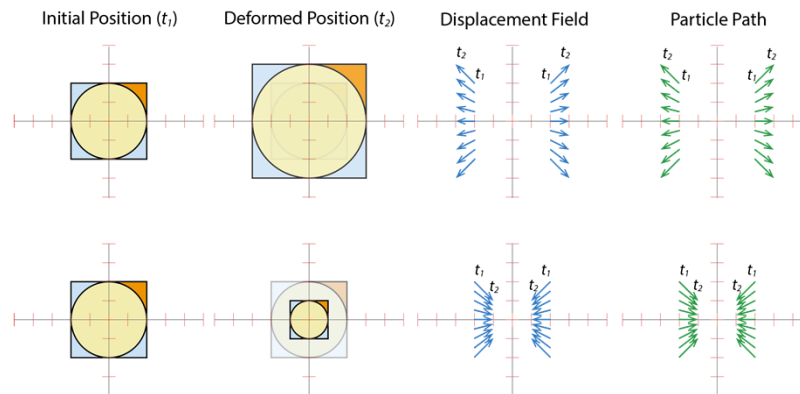 Initial Position (t1)
Deformed Position (t2)
Displacement Field
Particle Path
t2
t2
t1
t1
t2
t2
t1
t1
t1
t1
t2
t2
t1
t1
t2
t2